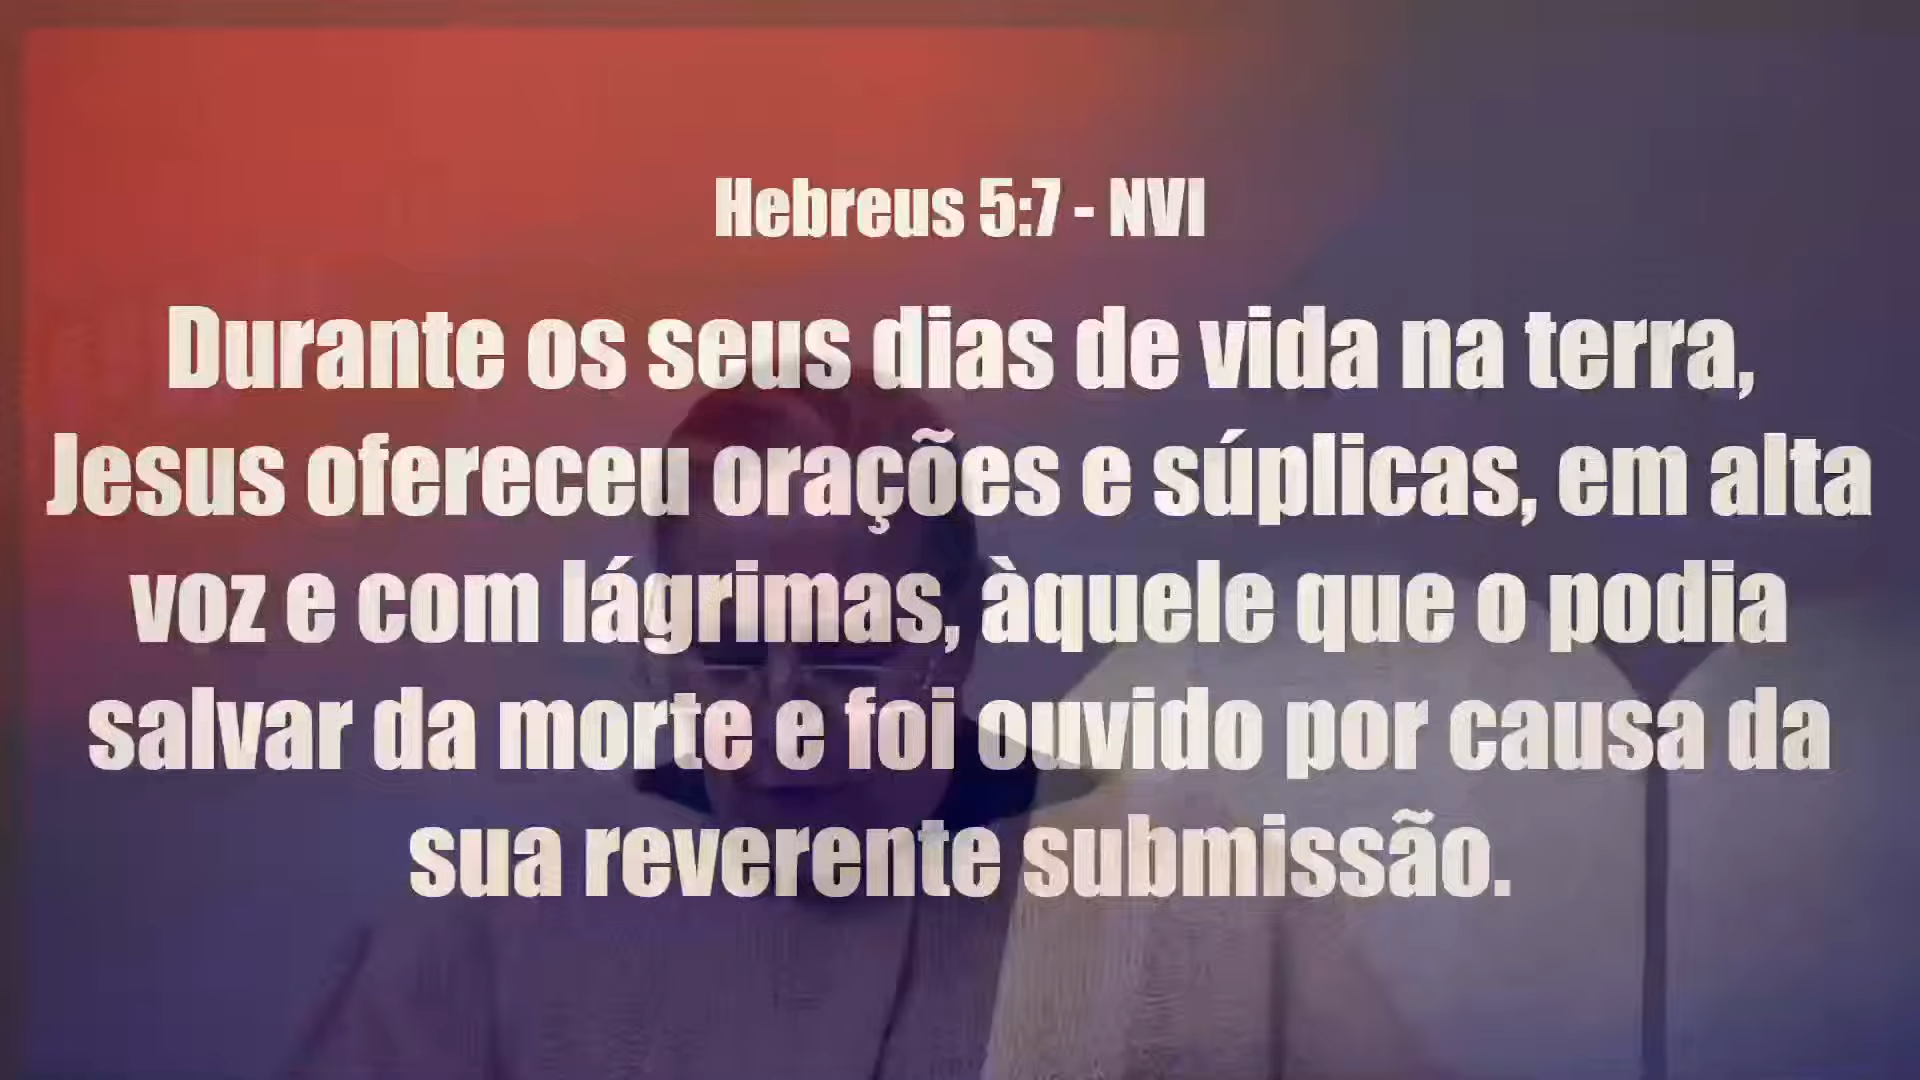 Hebreus 5:7 - NVI
Durante os seus dias de vida na terra,
Jesus ofereceu orações e súplicas, em alta
voz e com lágrimas, àquele que o podia
salvar da morte e foi ouvido por causa da
sua reverente submissão.